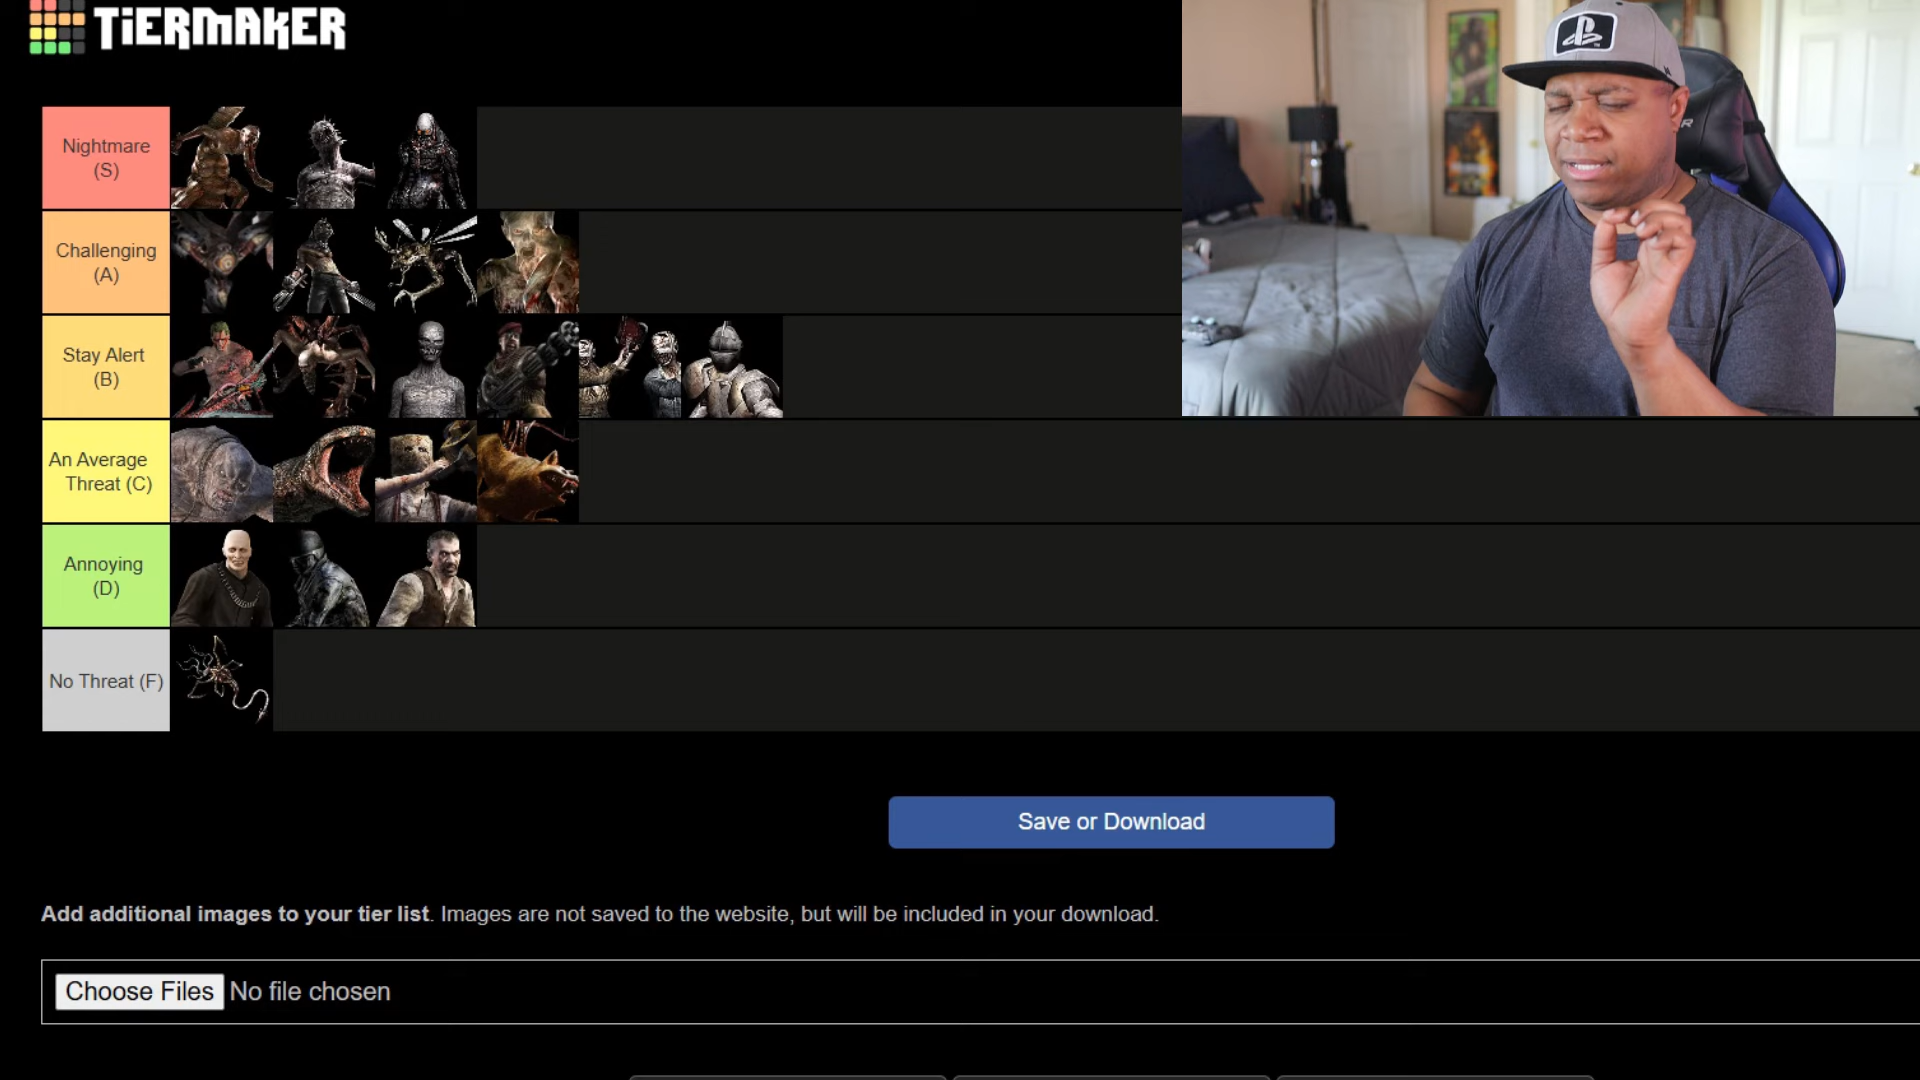 TiERMAKER
Nightmare
(S)
Challenging
(A)
Stay Alert
(B)
An Average
Threat (C)
Annoying
(D)
No Threat (F)
Save or Download
Add additional images to your tier list. Images are not saved to the website, but will be included in your download.
Choose Files No file chosen